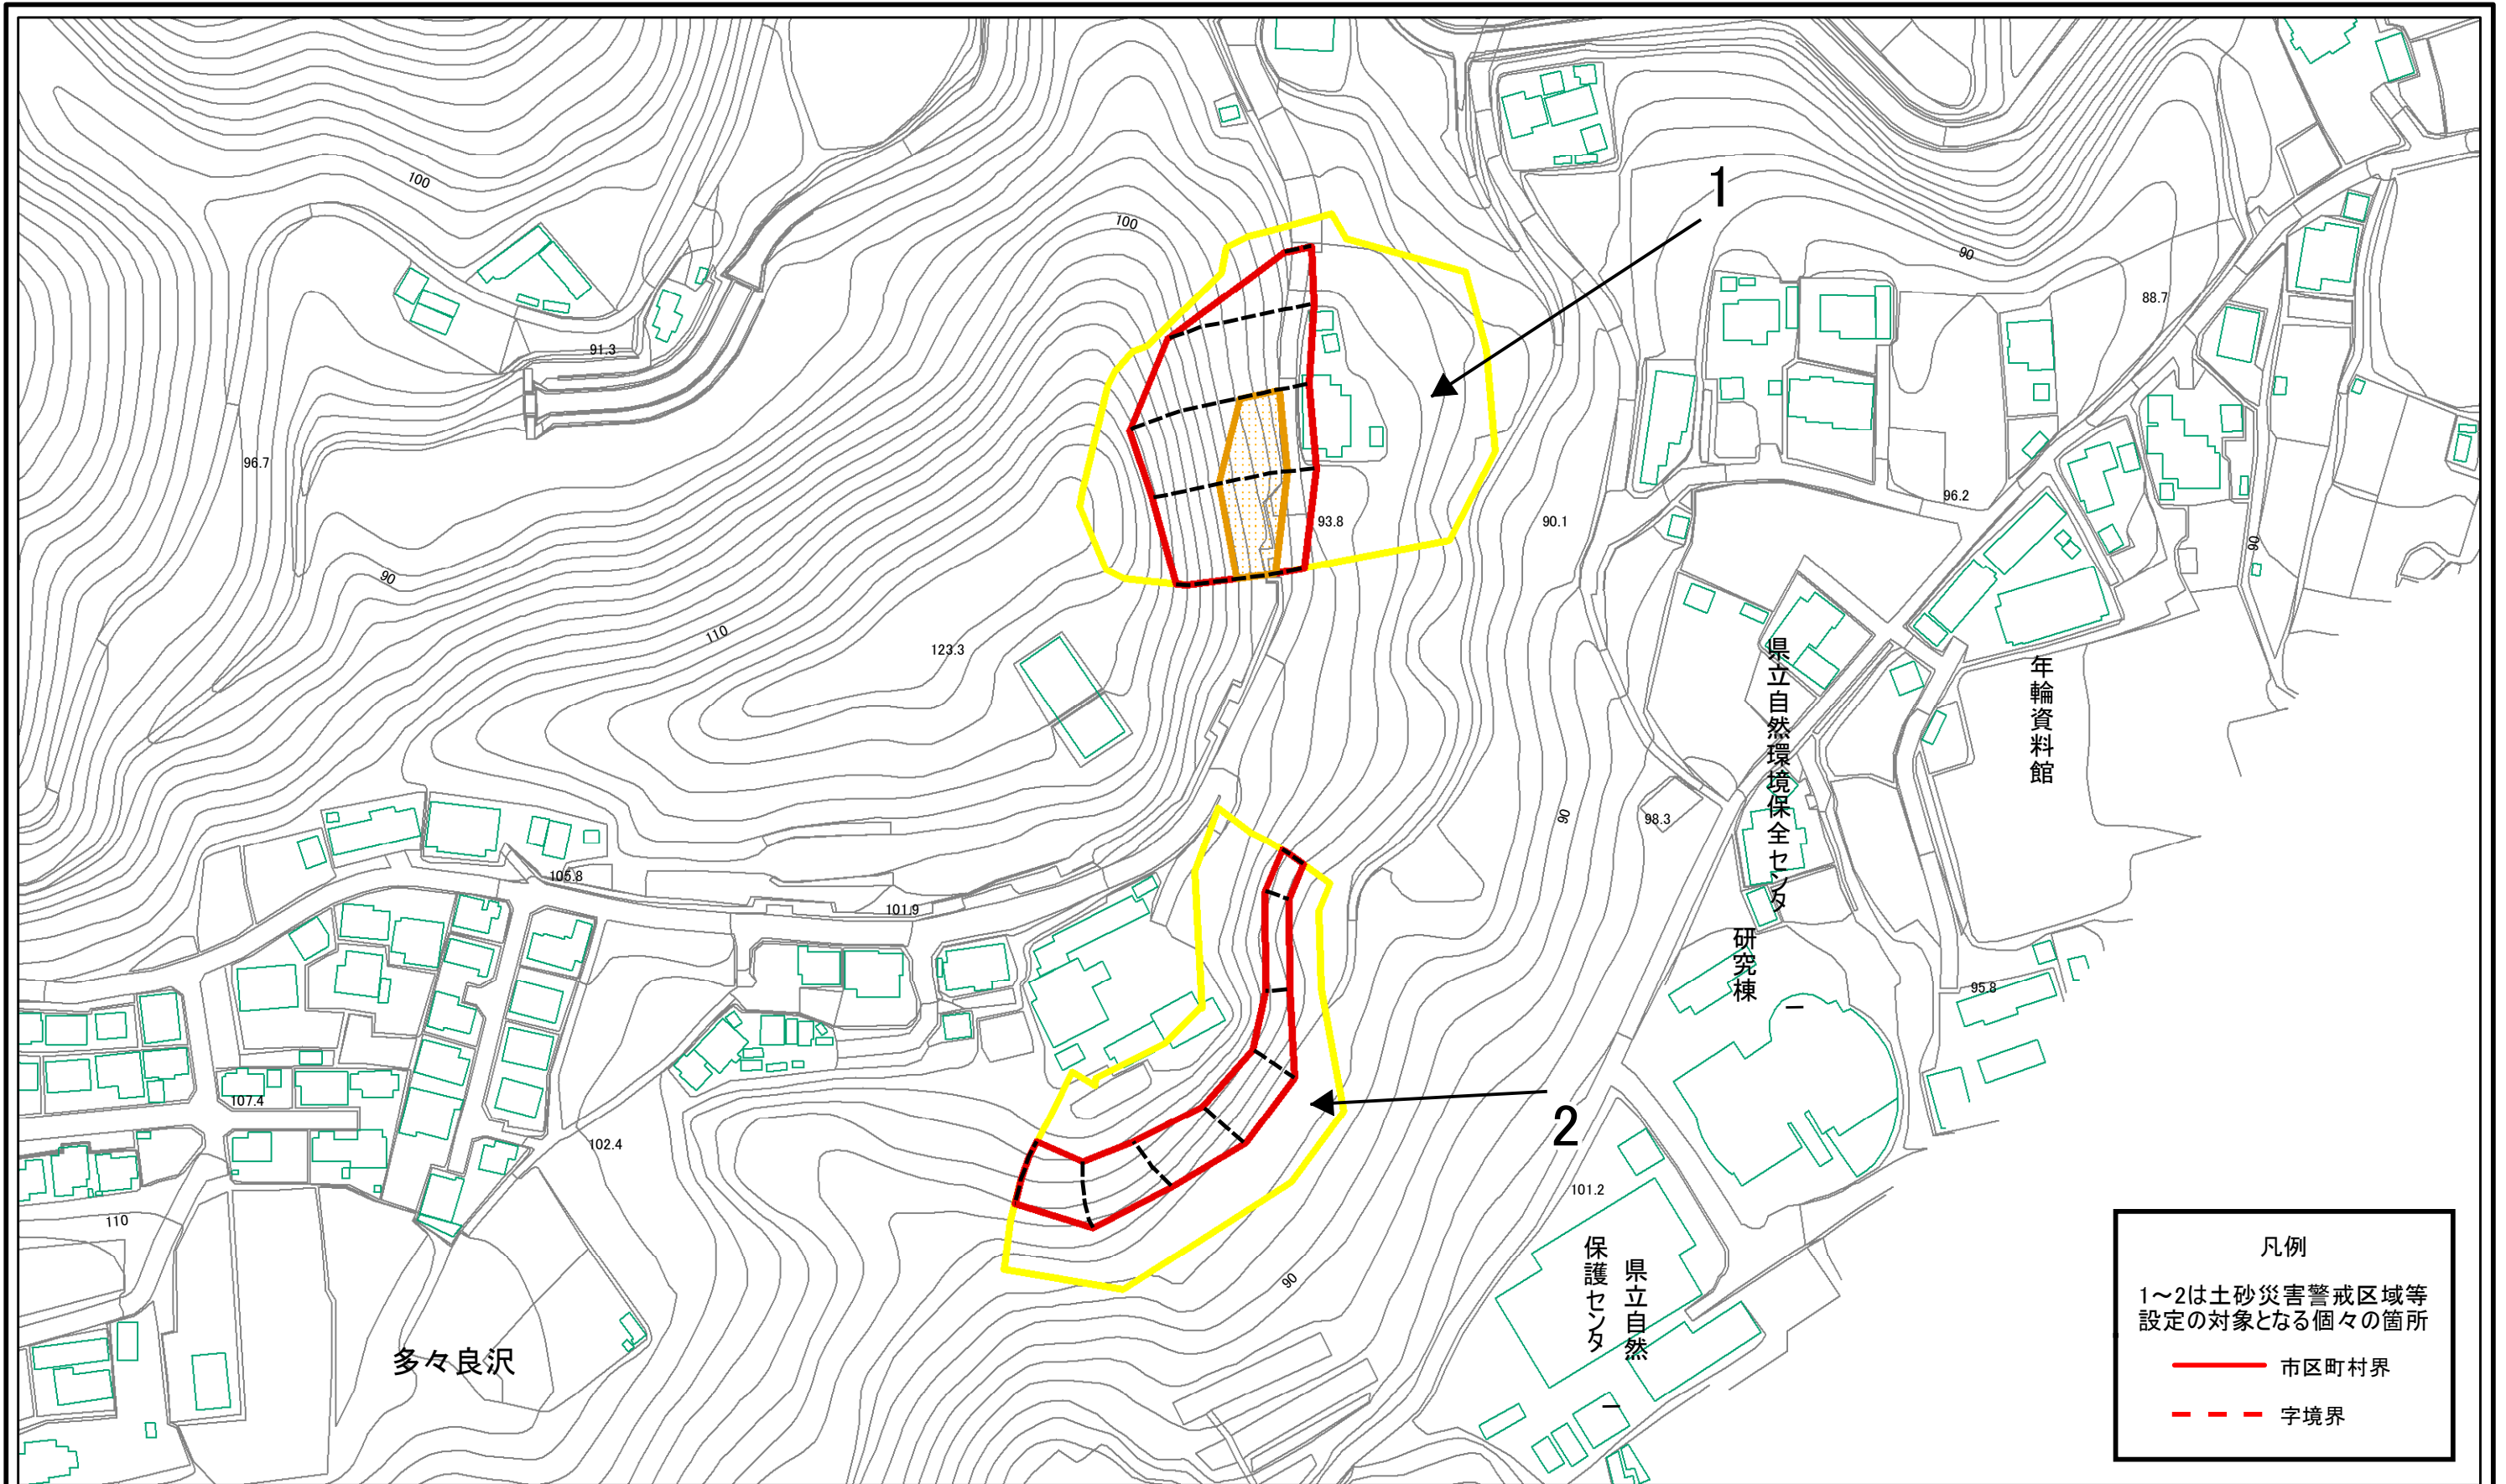 100
1
100
90
88.7
91.3
96.7
96.2
93.8
90.1
90
90
110
123.3
県立自然環境保全センター
研究棟
年輪資料館
90
98.3
105.8
101.9
95.8
107.4
102.4
2
101.2
110
90
保護センター
県立自然
多々良沢
凡例
1～2は土砂災害警戒区域等
設定の対象となる個々の箇所
市区町村界
字境界